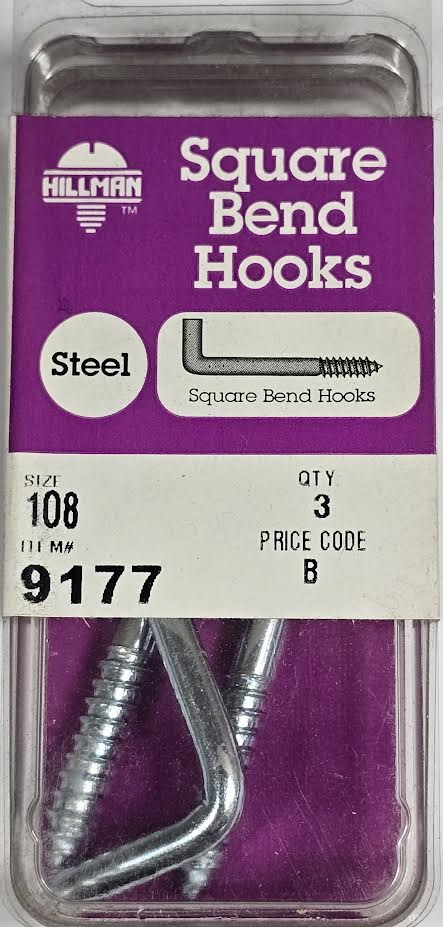 HILLMAN
TM
Square
Bend
Hooks
Steel
Square Bend Hooks
SIZE
108
QTY
3
ITEM#
9177
PRICE CODE
B